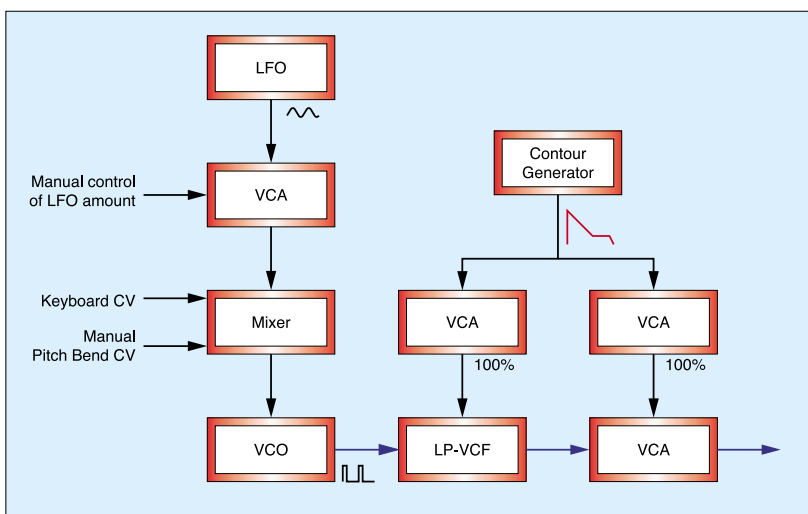 LFO
Contour
Generator
Manual control
of LFO amount
VCA
Keyboard CV
Manual
Pitch Bend CV
Mixer
VCA
VCA
100%
100%
VCO
LP-VCF
VCA